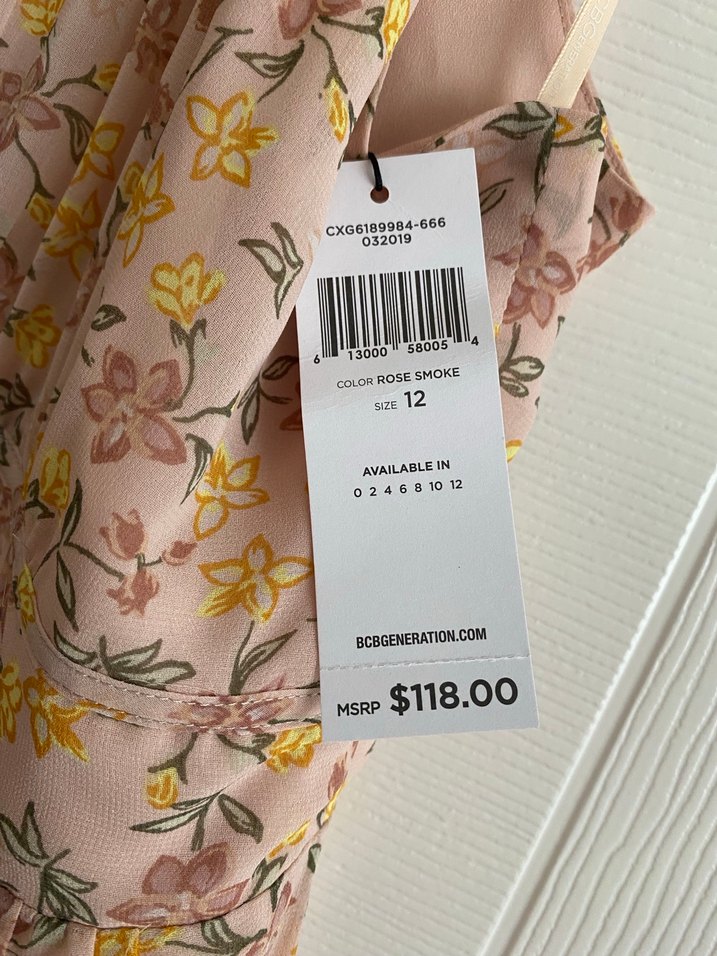 CXG6189984-666
032019
6 13000 58005 4
COLOR ROSE SMOKE
SIZE 12
AVAILABLE IN
0 2 4 6 8 10 12
BCBGENERATION.COM
MSRP $118.00